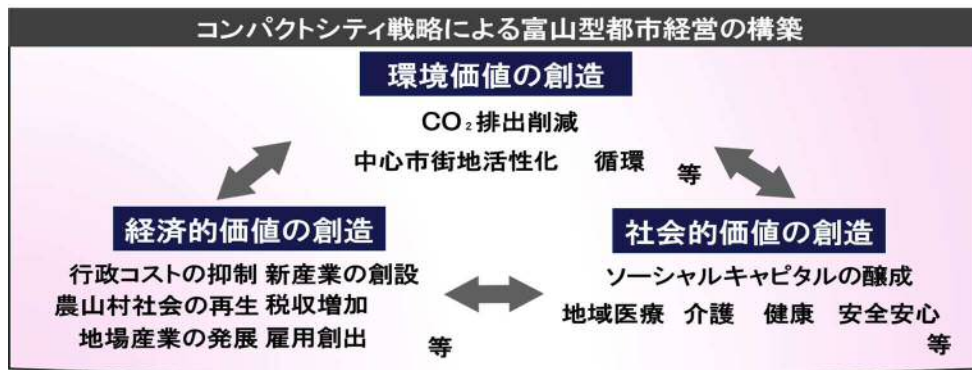 コンパクトシティ戦略による富山型都市経営の構築
環境価値の創造
CO₂排出削減
中心市街地活性化 循環 等
経済的価値の創造
行政コストの抑制 新産業の創設
農山村社会の再生 税収増加
地場産業の発展 雇用創出
等
社会的価値の創造
ソーシャルキャピタルの醸成
地域医療 介護 健康 安全安心
等